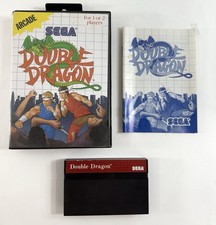 ARCADE
For 1 or 2
players
SEGA
DOUBLE
DRAGON
DOUBLE
DRAGON
SEGA
Double Dragon
SEGA